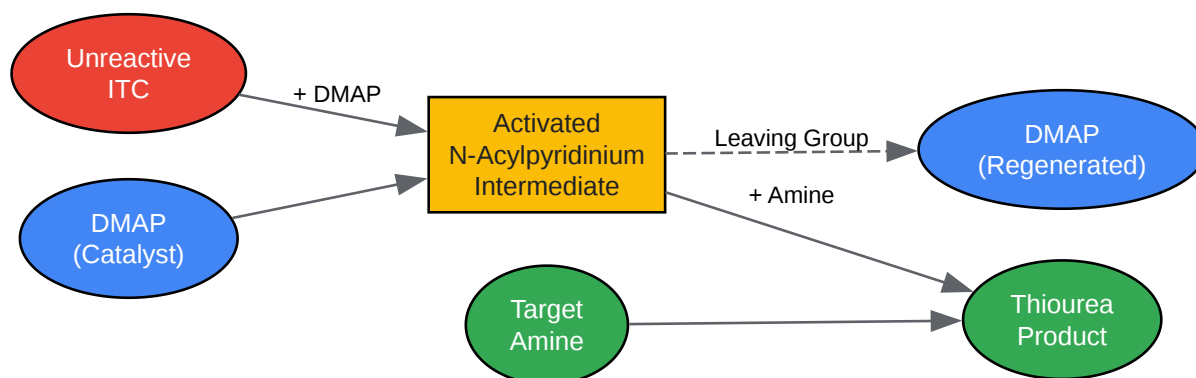 Unreactive
ITC
+ DMAP
Activated
N-Acylpyridinium
Intermediate
Leaving Group
DMAP
(Regenerated)
+ Amine
DMAP
(Catalyst)
Target
Amine
Thiourea
Product